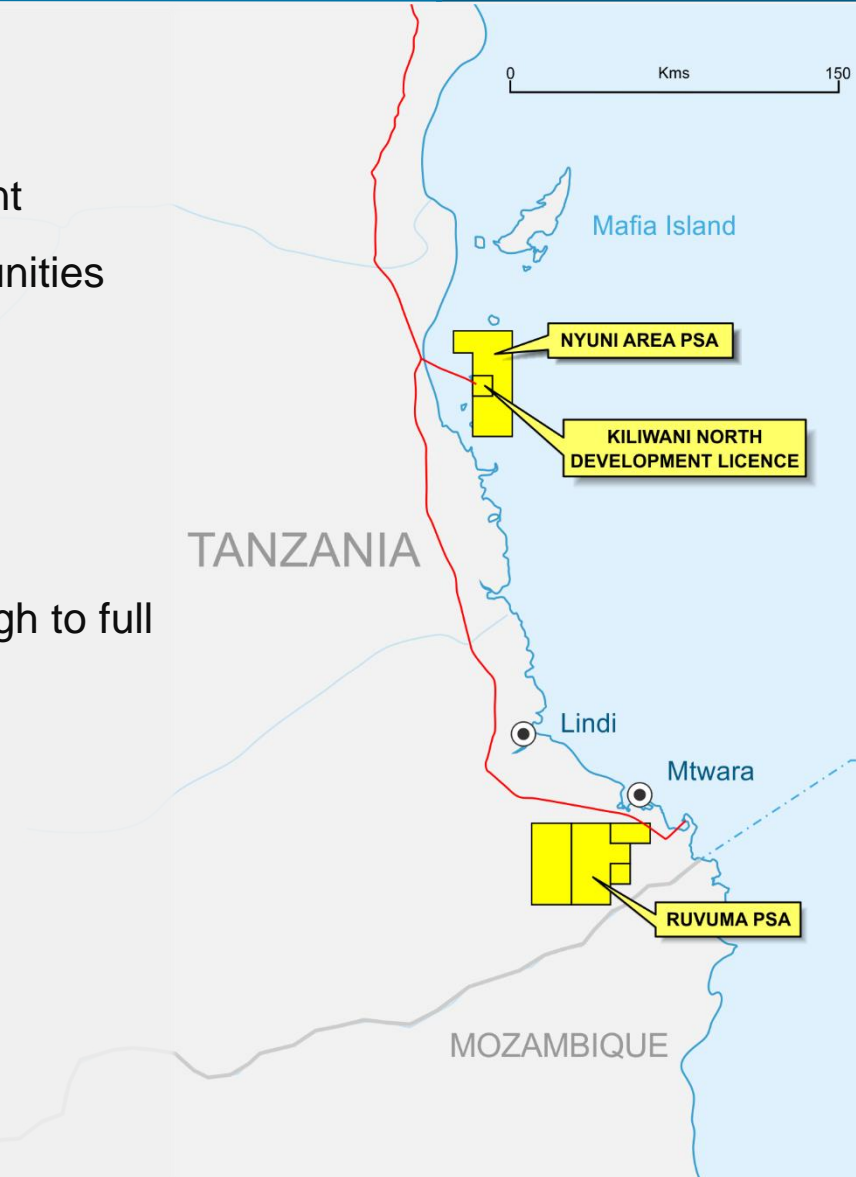 0 Kms 150
nt
unities
Mafia Island
NYUNI AREA PSA
KILIWANI NORTH
DEVELOPMENT LICENCE
TANZANIA
gh to full
Lindi
Mtwara
RUVUMA PSA
MOZAMBIQUE